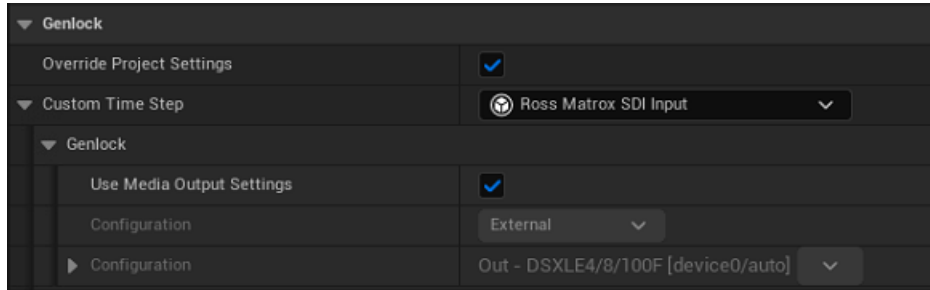 Genlock
Override Project Settings
Custom Time Step Ross Matrox SDI Input
Genlock
Use Media Output Settings
Configuration External
Configuration Out - DSXLE4/8/100F [device0/auto]